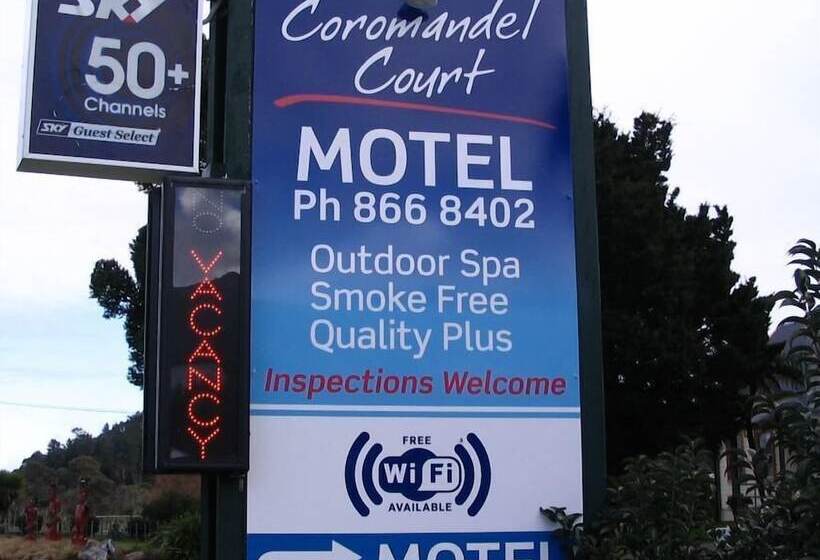 SKY
50+
Channels
SKY Guest Select
NO VACANCY
Coromandel
Court
MOTEL
Ph 866 8402
Outdoor Spa
Smoke Free
Quality Plus
Inspections Welcome
FREE
WiFi
AVAILABLE
MOTEL